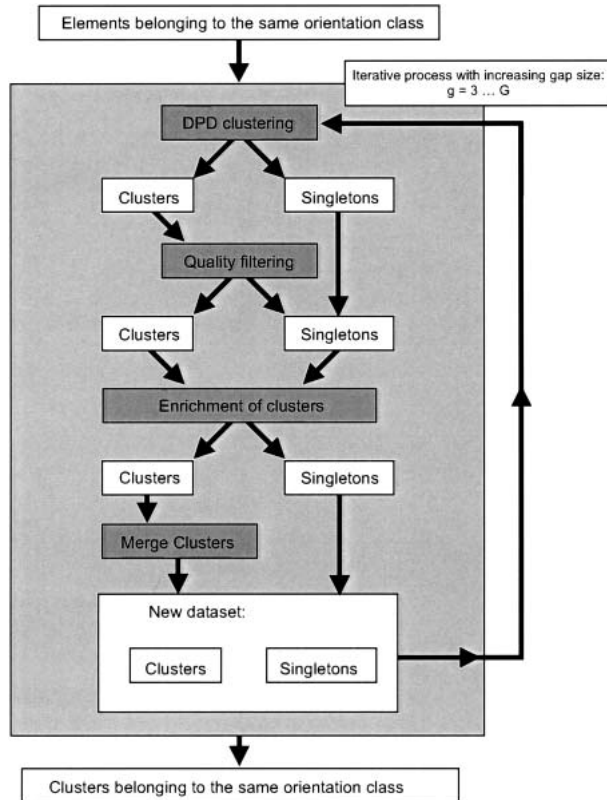 Elements belonging to the same orientation class
Iterative process with increasing gap size:
g = 3 ... G
DPD clustering
Clusters
Singletons
Quality filtering
Clusters
Singletons
Enrichment of clusters
Clusters
Singletons
Merge Clusters
New dataset:
Clusters
Singletons
Clusters belonging to the same orientation class